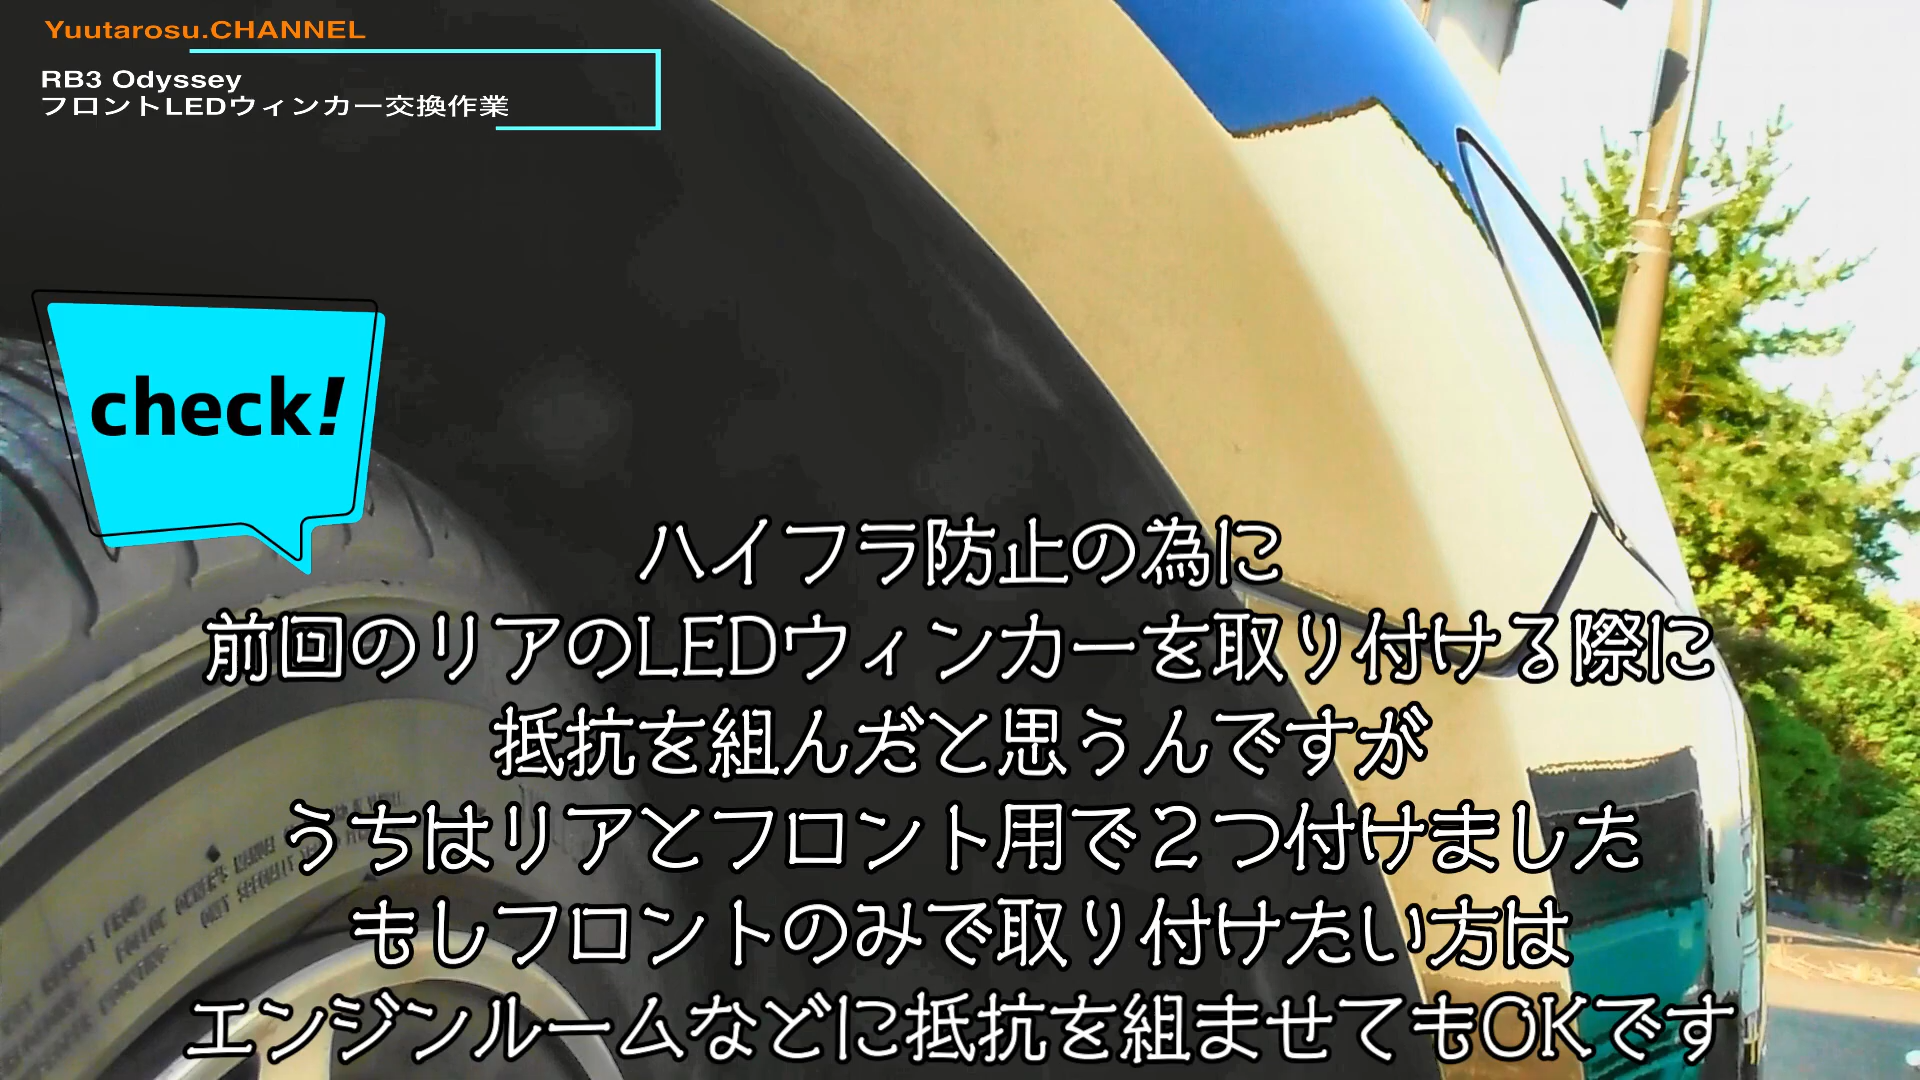 Yuutarosu.CHANNEL
RB3 Odyssey
フロントLEDウィンカー交換作業
check!
ハイフラ防止の為に
前回のリアのLEDウィンカーを取り付ける際に
抵抗を組んだと思うんですが
うちはリアとフロント用で２つ付けました
もしフロントのみで取り付けたい方は
エンジンルームなどに抵抗を組ませてもOKです